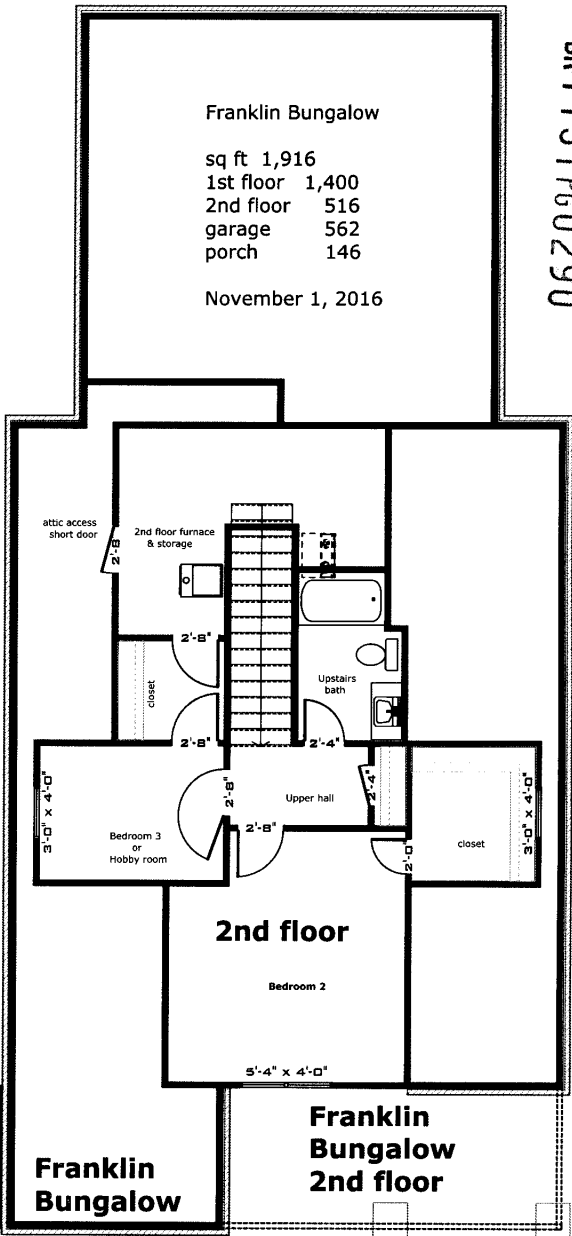 Franklin Bungalow
sq ft 1,916
1st floor 1,400
2nd floor 516
garage 562
porch 146
November 1, 2016
attic access
short door
2'-8
2nd floor furnace
& storage
2'-8"
closet
Upstairs
bath
2'-8"
2'-4"
3'-0" x 4'-0"
2'-8"
Upper hall
2'-4"
3'-0" x 4'-0"
Bedroom 3
or
Hobby room
2'-8"
2'-0"
closet
2nd floor
Bedroom 2
5'-4" x 4'-0"
Franklin
Bungalow
2nd floor
Franklin
Bungalow